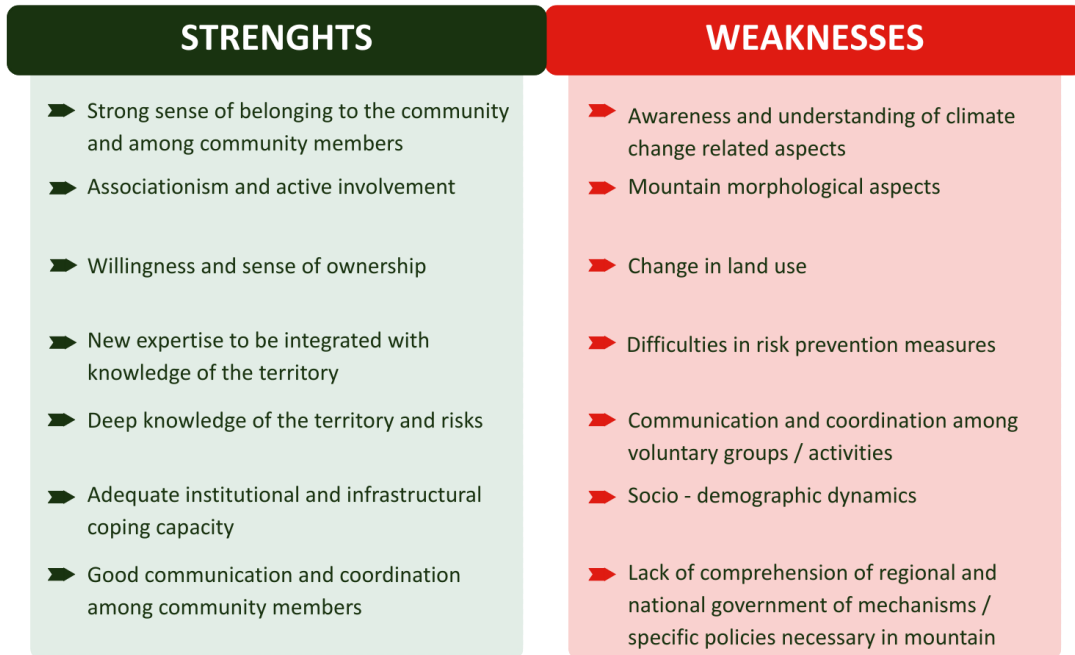 STRENGHTS
Strong sense of belonging to the community
and among community members
Associationism and active involvement
Willingness and sense of ownership
New expertise to be integrated with
knowledge of the territory
Deep knowledge of the territory and risks
Adequate institutional and infrastructural
coping capacity
Good communication and coordination
among community members
WEAKNESSES
Awareness and understanding of climate
change related aspects
Mountain morphological aspects
Change in land use
Difficulties in risk prevention measures
Communication and coordination among
voluntary groups / activities
Socio - demographic dynamics
Lack of comprehension of regional and
national government of mechanisms /
specific policies necessary in mountain